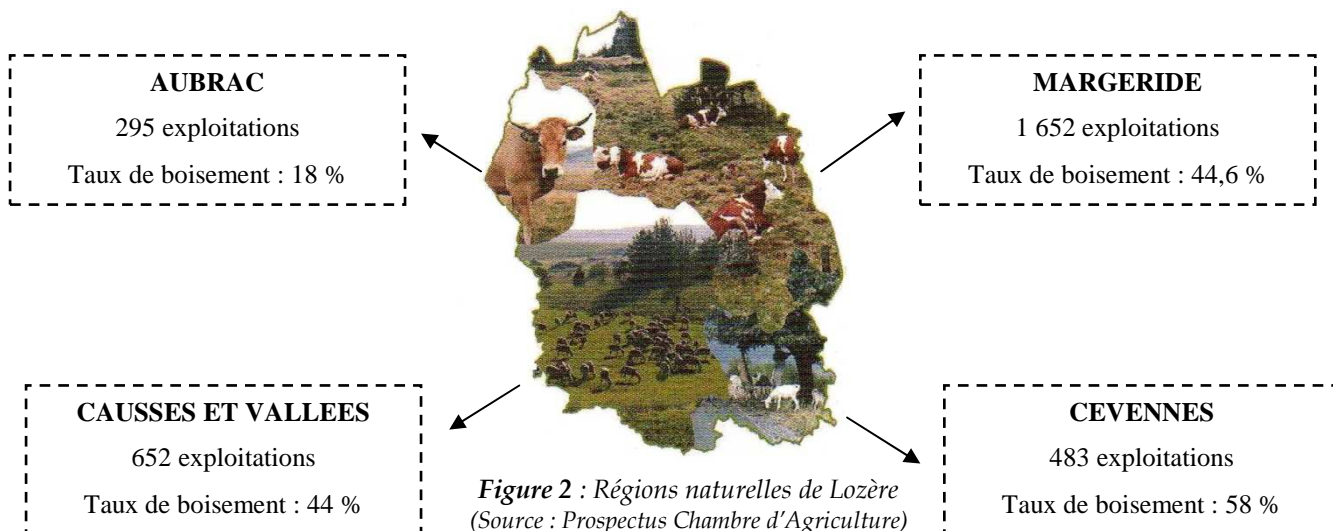 AUBRAC
295 exploitations
Taux de boisement : 18 %
MARGERIDE
1 652 exploitations
Taux de boisement : 44,6 %
CAUSSES ET VALLEES
652 exploitations
Taux de boisement : 44 %
CEVENNES
483 exploitations
Taux de boisement : 58 %
Figure 2 : Régions naturelles de Lozère
(Source : Prospectus Chambre d'Agriculture)